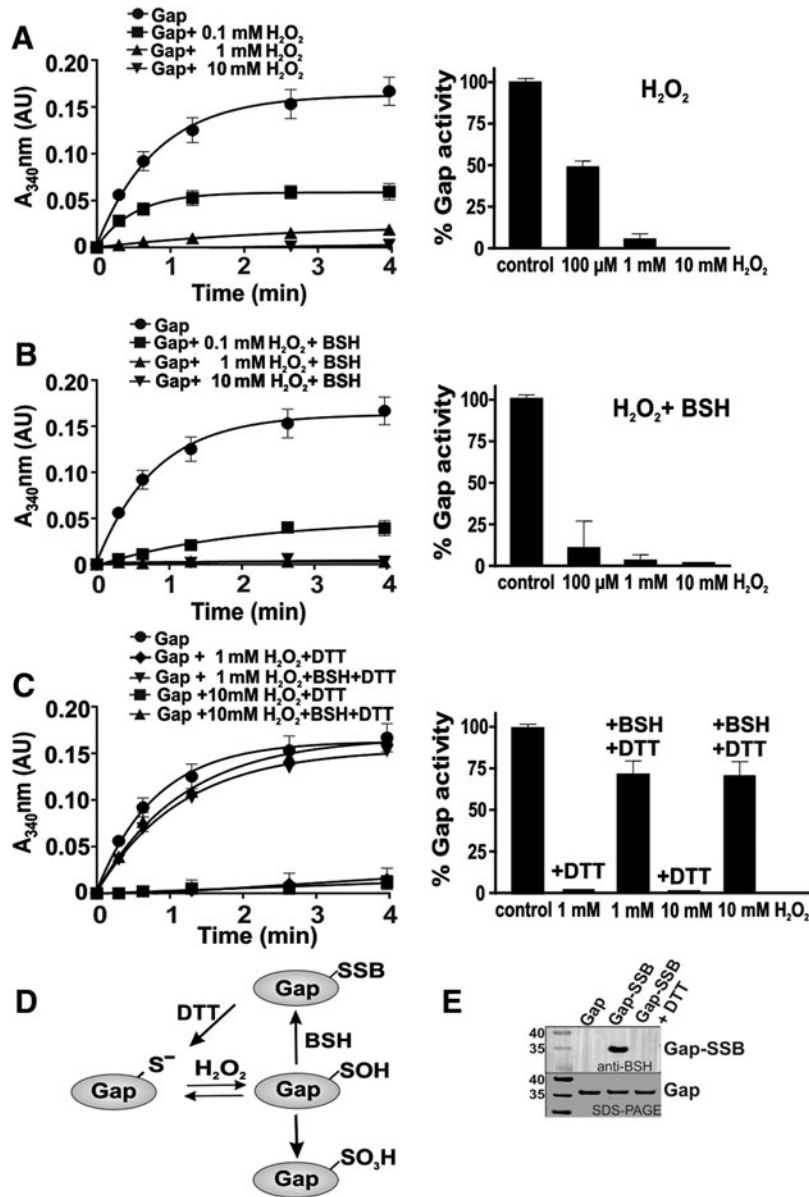 A
Gap
Gap+ 0.1 mM H₂O₂
Gap+ 1 mM H₂O₂
Gap+ 10 mM H₂O₂
A₃₄₀nm (AU)
0.20
0.15
0.10
0.05
0
0 1 2 3 4
Time (min)
H₂O₂
% Gap activity
100
75
50
25
0
control 100 µM 1 mM 10 mM H₂O₂
B
Gap
Gap+ 0.1 mM H₂O₂+ BSH
Gap+ 1 mM H₂O₂+ BSH
Gap+ 10 mM H₂O₂+ BSH
A₃₄₀nm (AU)
0.20
0.15
0.10
0.05
0
0 1 2 3 4
Time (min)
H₂O₂+ BSH
% Gap activity
100
75
50
25
0
control 100 µM 1 mM 10 mM H₂O₂
C
Gap
Gap + 1 mM H₂O₂+DTT
Gap + 1 mM H₂O₂+BSH+DTT
Gap +10mM H₂O₂+DTT
Gap +10mM H₂O₂+BSH+DTT
A₃₄₀nm (AU)
0.20
0.15
0.10
0.05
0
0 1 2 3 4
Time (min)
% Gap activity
100
75
50
25
0
+BSH +BSH
+DTT +DTT
+DTT +DTT
control 1 mM 1 mM 10 mM 10 mM H₂O₂
D
SSB
Gap
DTT
BSH
S⁻
Gap
H₂O₂
SOH
Gap
SO₃H
Gap
E
Gap
Gap-SSB
Gap-SSB
+ DTT
40
35
Gap-SSB
anti-BSH
40
35
Gap
SDS-PAGE